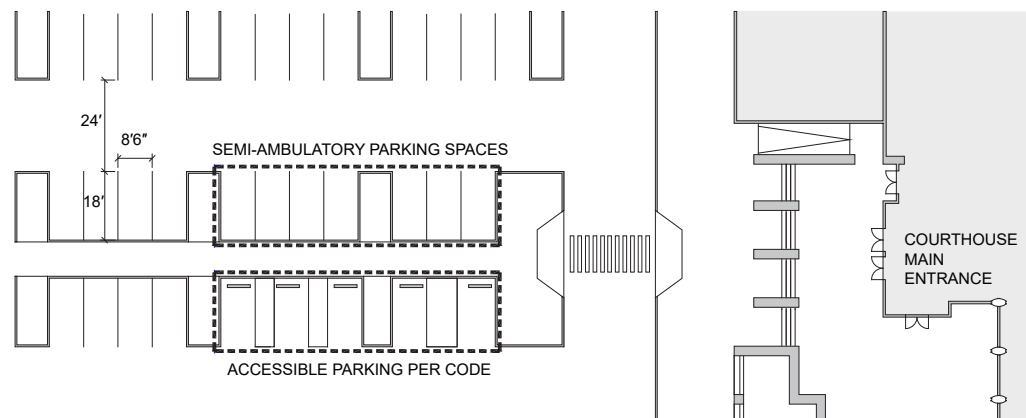 24′
8′6″
SEMI-AMBULATORY PARKING SPACES
18′
COURTHOUSE
MAIN
ENTRANCE
ACCESSIBLE PARKING PER CODE